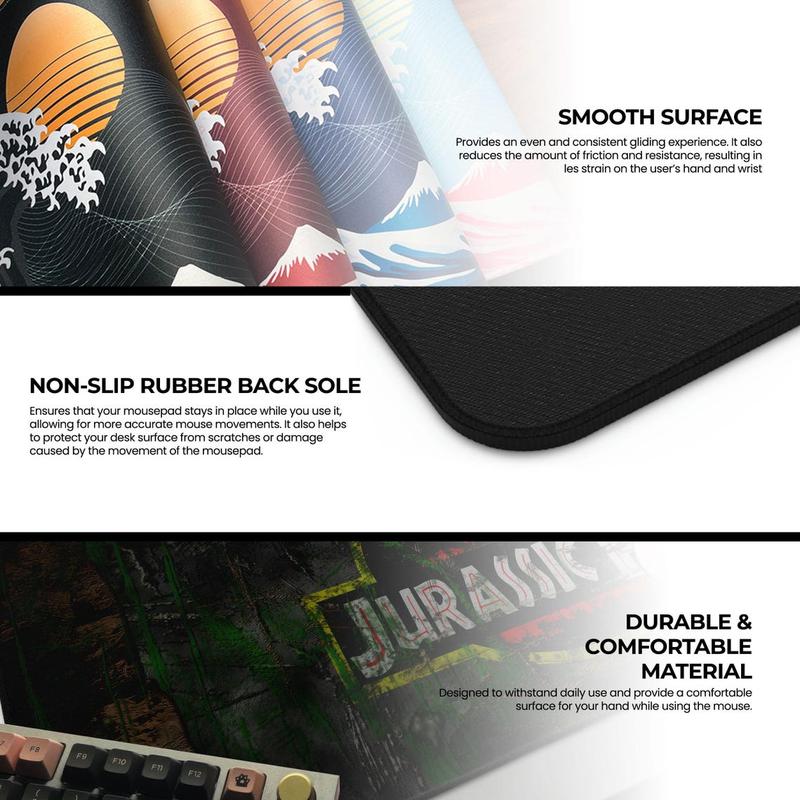 SMOOTH SURFACE
Provides an even and consistent gliding experience. It also
reduces the amount of friction and resistance, resulting in
les strain on the user's hand and wrist
NON-SLIP RUBBER BACK SOLE
Ensures that your mousepad stays in place while you use it,
allowing for more accurate mouse movements. It also helps
to protect your desk surface from scratches or damage
caused by the movement of the mousepad.
JURASSIC
DURABLE &
COMFORTABLE
MATERIAL
Designed to withstand daily use and provide a comfortable
surface for your hand while using the mouse.
F8
F9
F10
F11
F12